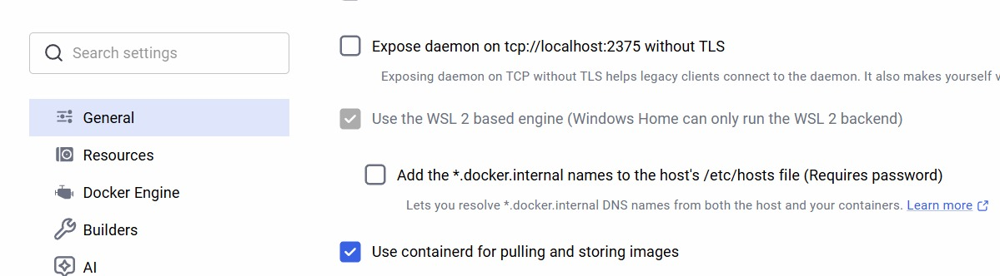 Search settings
General
Resources
Docker Engine
Builders
AI
Expose daemon on tcp://localhost:2375 without TLS
Exposing daemon on TCP without TLS helps legacy clients connect to the daemon. It also makes yourself
Use the WSL 2 based engine (Windows Home can only run the WSL 2 backend)
Add the *.docker.internal names to the host's /etc/hosts file (Requires password)
Lets you resolve *.docker.internal DNS names from both the host and your containers. Learn more
Use containerd for pulling and storing images